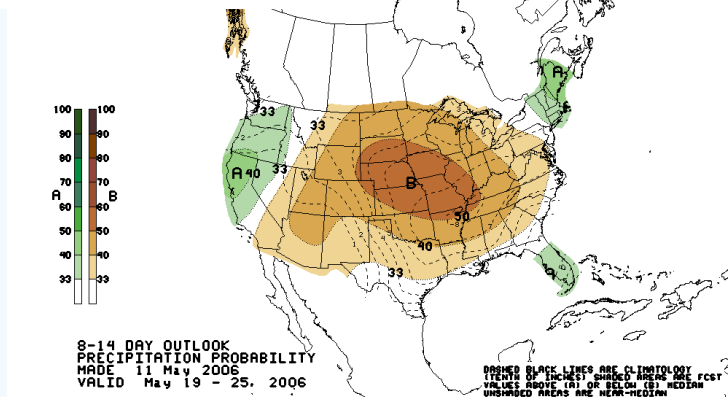 A
33
33
100 100
90 90
80 80
70 70
A B
60 60
50 50
40 40
33 33
A 40
33
B
50
40
33
8-14 DAY OUTLOOK
PRECIPITATION PROBABILITY
MADE 11 May 2006
VALID May 19 - 25, 2006
DASHED BLACK LINES ARE CLIMATOLOGY
(TENTH OF INCHES) SHADED AREAS ARE FCST
VALUES ABOVE (A) OR BELOW (B) MEDIAN
UNSHADED AREAS ARE NEAR-MEDIAN